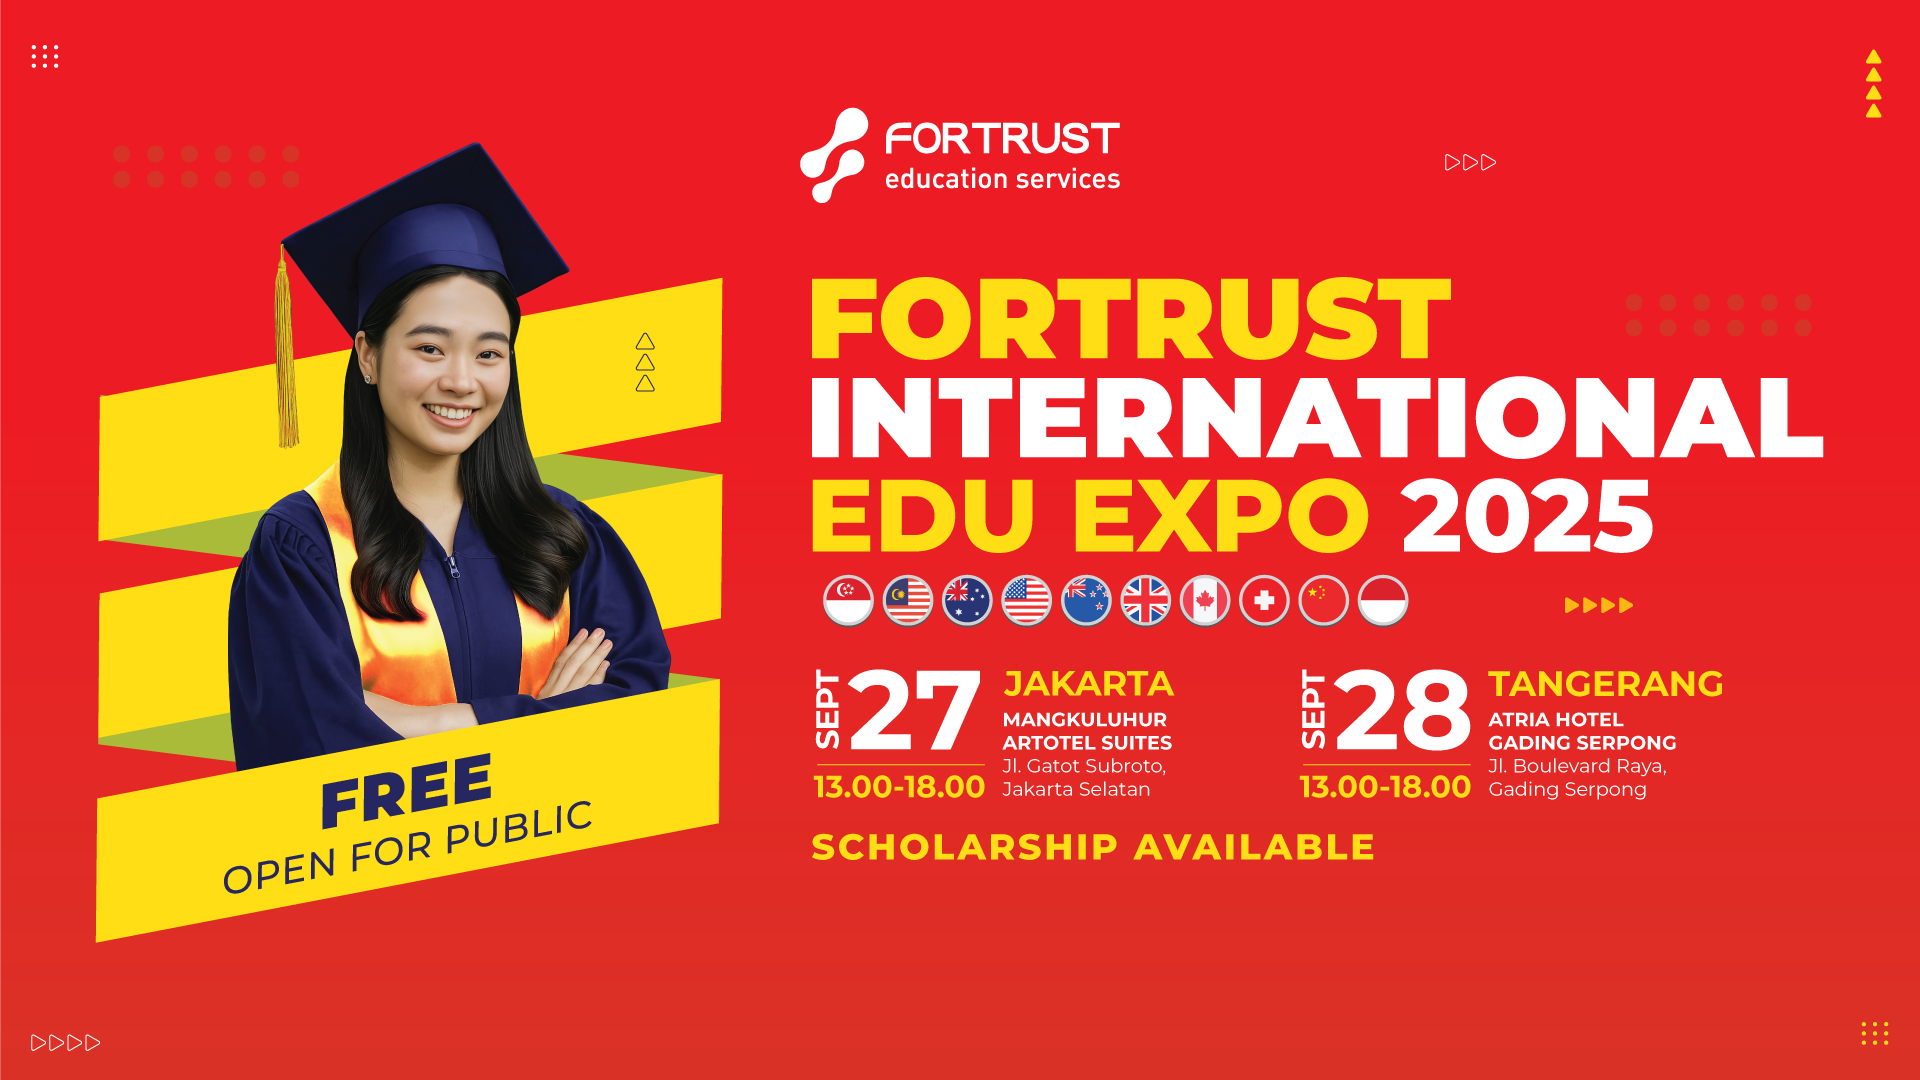 FORTRUST
education services
FORTRUST
INTERNATIONAL
EDU EXPO 2025
SEPT 27
13.00-18.00
JAKARTA
MANGKULUHUR
ARTOTEL SUITES
Jl. Gatot Subroto,
Jakarta Selatan
SEPT 28
13.00-18.00
TANGERANG
ATRIA HOTEL
GADING SERPONG
Jl. Boulevard Raya,
Gading Serpong
SCHOLARSHIP AVAILABLE
FREE
OPEN FOR PUBLIC